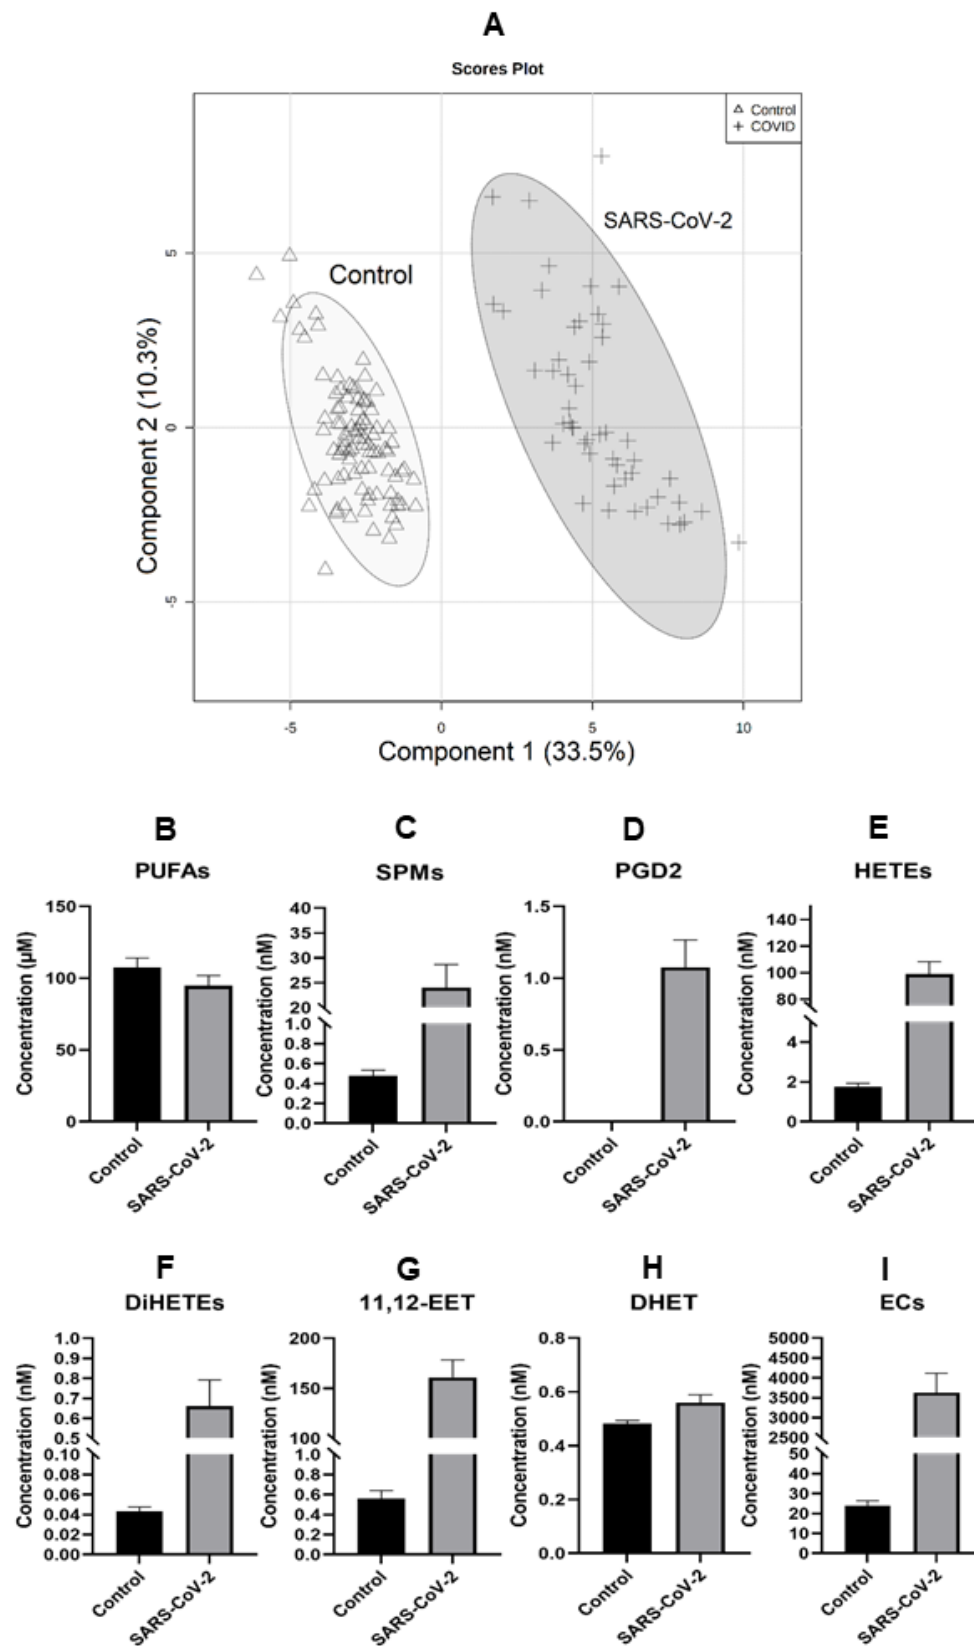 A
Scores Plot
Control
COVID
SARS-CoV-2
Control
Component 2 (10.3%)
5
0
-5
-5
0
5
10
Component 1 (33.5%)
B
PUFAs
Concentration (µM)
150
100
50
0
Control
SARS-CoV-2
C
SPMs
Concentration (nM)
40
35
30
25
20
1.0
0.8
0.6
0.4
0.2
0.0
Control
SARS-CoV-2
D
PGD2
Concentration (nM)
1.5
1.0
0.5
0.0
Control
SARS-CoV-2
E
HETEs
Concentration (nM)
140
120
100
80
4
2
0
Control
SARS-CoV-2
F
DiHETEs
Concentration (nM)
1.0
0.9
0.8
0.7
0.6
0.5
0.10
0.08
0.06
0.04
0.02
0.00
Control
SARS-CoV-2
G
11,12-EET
Concentration (nM)
200
150
100
1.0
0.8
0.6
0.4
0.2
0.0
Control
SARS-CoV-2
H
DHET
Concentration (nM)
0.8
0.6
0.4
0.2
0.0
Control
SARS-CoV-2
I
ECs
Concentration (nM)
5000
4500
4000
3500
3000
2500
50
40
30
20
10
0
Control
SARS-CoV-2